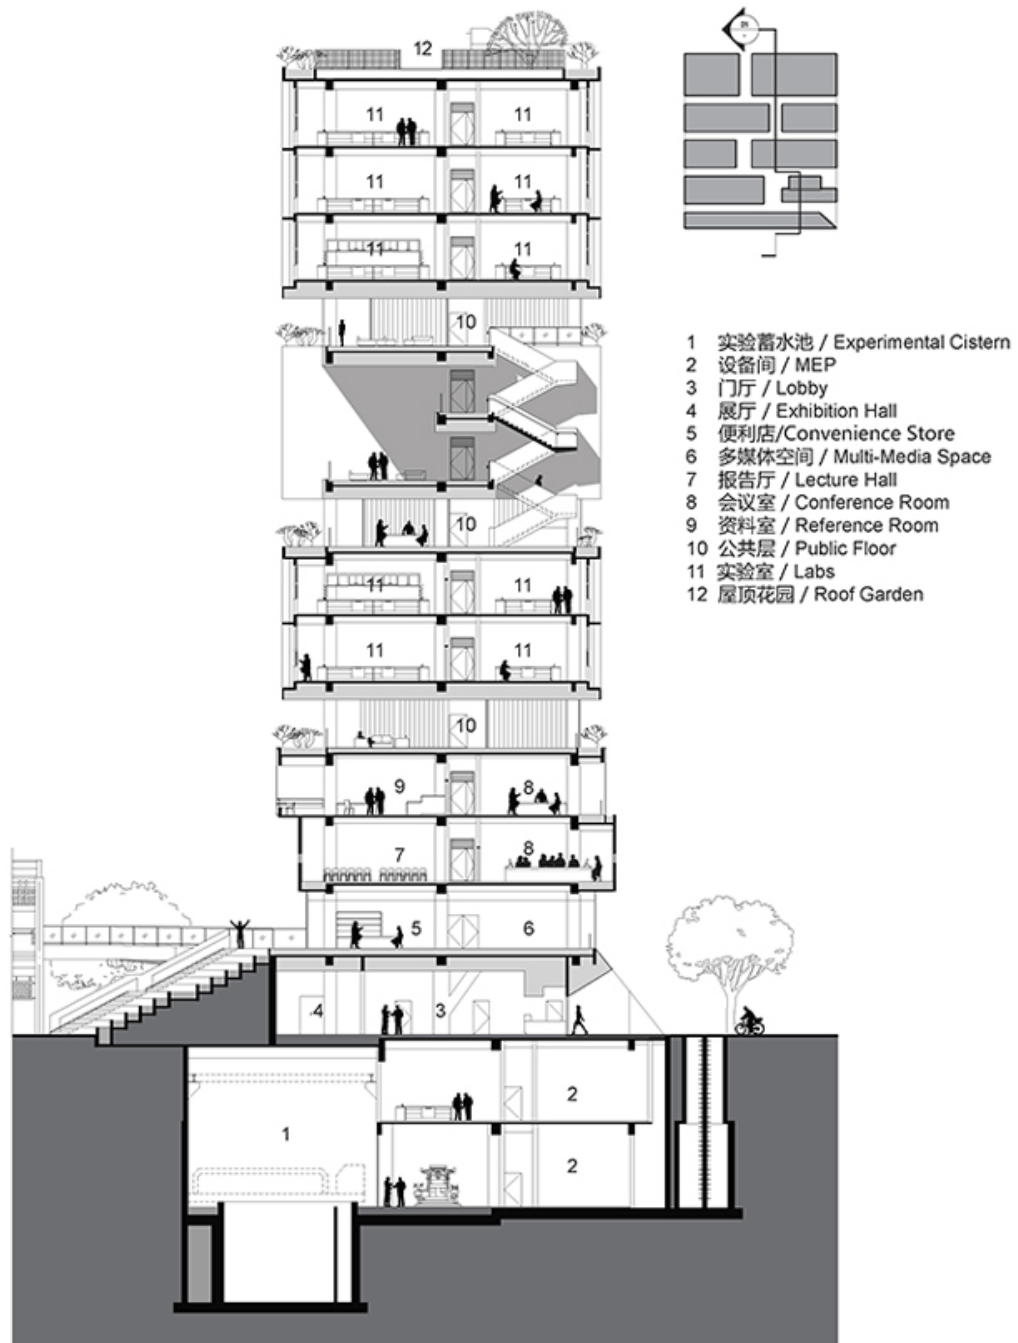 12
11 11
11 11
11 11
10
10
11 11
11 11
10
9 8
7 8
5 6
4 3
2
1
2
1 实验蓄水池 / Experimental Cistern
2 设备间 / MEP
3 门厅 / Lobby
4 展厅 / Exhibition Hall
5 便利店/Convenience Store
6 多媒体空间 / Multi-Media Space
7 报告厅 / Lecture Hall
8 会议室 / Conference Room
9 资料室 / Reference Room
10 公共层 / Public Floor
11 实验室 / Labs
12 屋顶花园 / Roof Garden